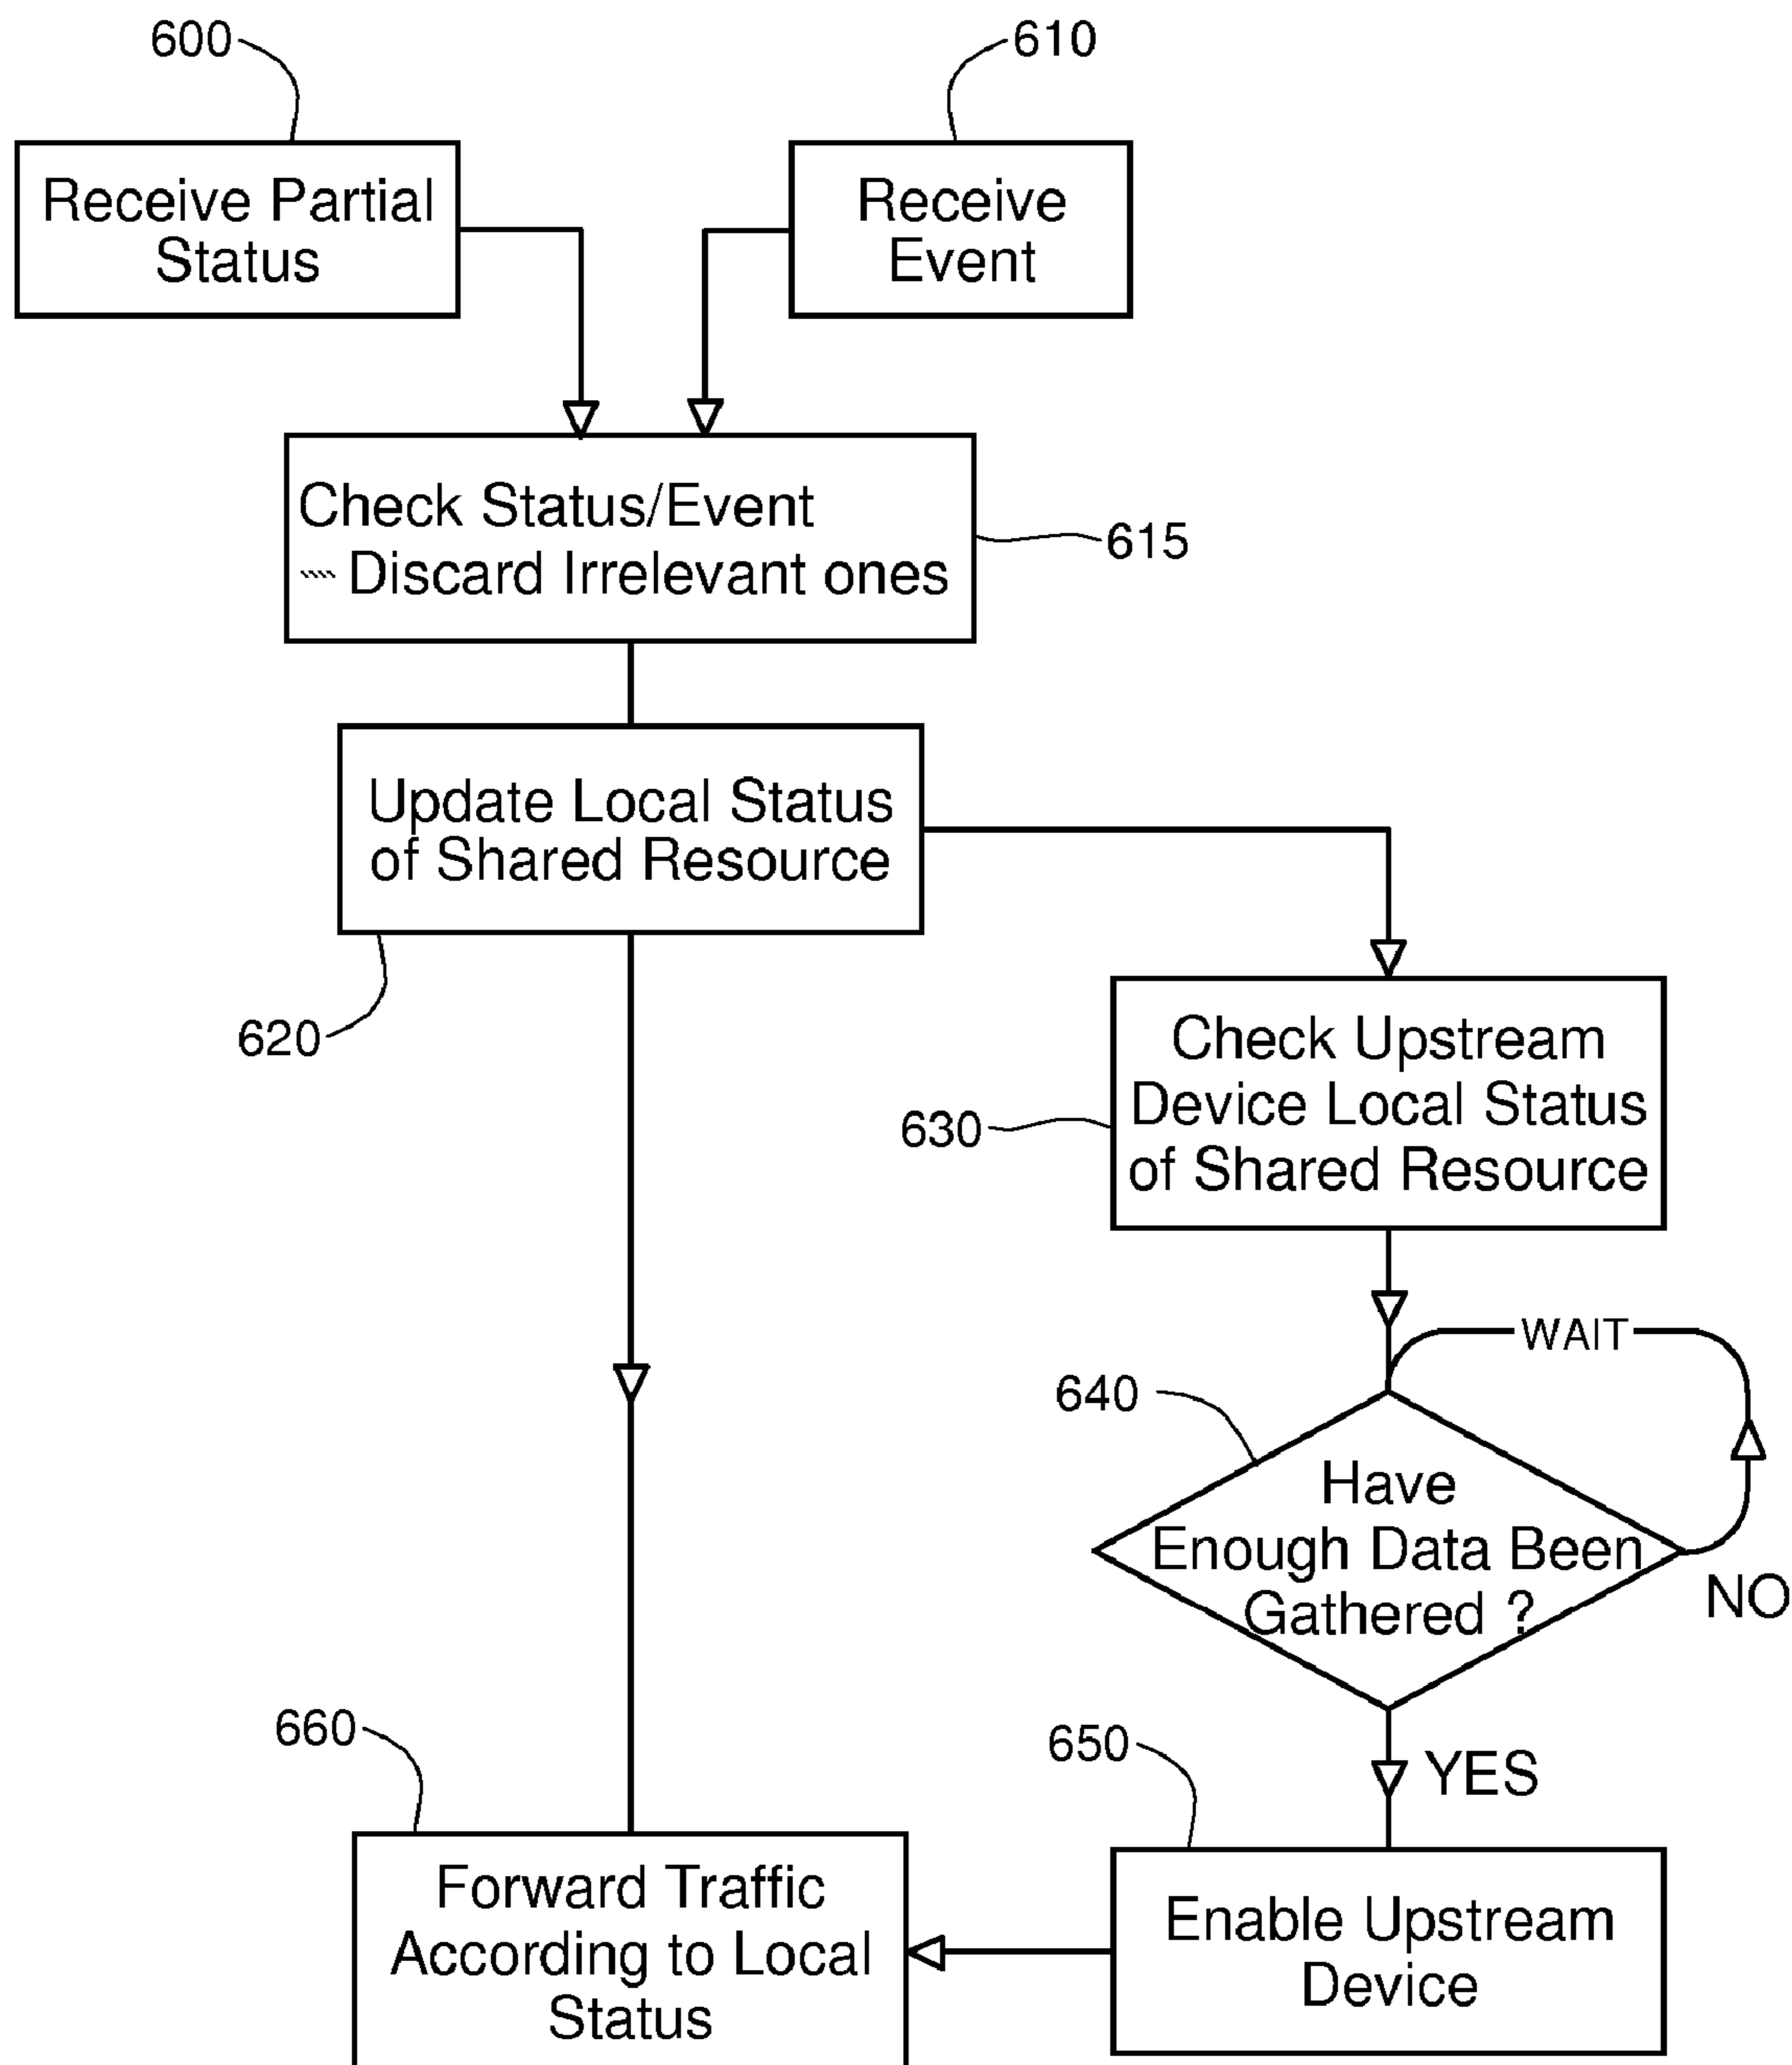 600
610
Receive Partial
Status
Receive
Event
Check Status/Event
Discard Irrelevant ones
615
Update Local Status
of Shared Resource
620
Check Upstream
Device Local Status
of Shared Resource
630
WAIT
640
Have
Enough Data Been
Gathered ?
NO
YES
660
650
Forward Traffic
According to Local
Status
Enable Upstream
Device